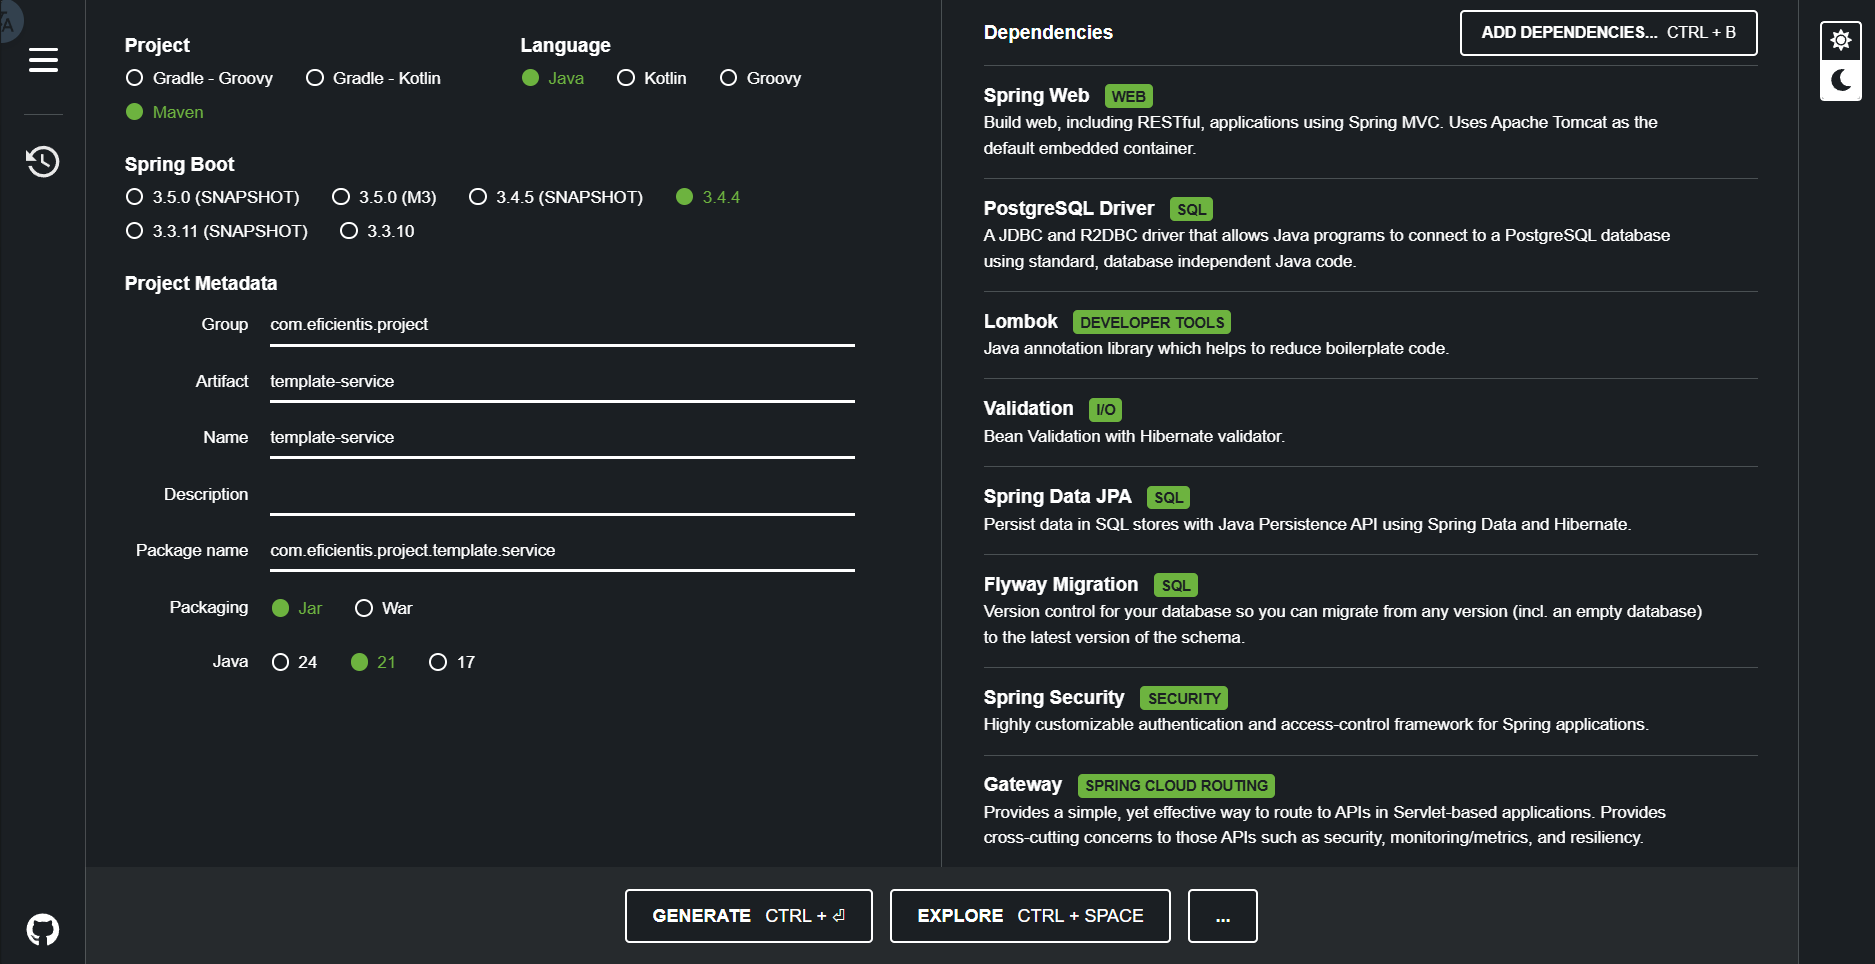 Project
Gradle - Groovy Gradle - Kotlin
Maven
Language
Java Kotlin Groovy
Spring Boot
3.5.0 (SNAPSHOT) 3.5.0 (M3) 3.4.5 (SNAPSHOT) 3.4.4
3.3.11 (SNAPSHOT) 3.3.10
Project Metadata
Group com.eficientis.project
Artifact template-service
Name template-service
Description
Package name com.eficientis.project.template.service
Packaging Jar War
Java 24 21 17
Dependencies ADD DEPENDENCIES... CTRL + B
Spring Web WEB
Build web, including RESTful, applications using Spring MVC. Uses Apache Tomcat as the
default embedded container.
PostgreSQL Driver SQL
A JDBC and R2DBC driver that allows Java programs to connect to a PostgreSQL database
using standard, database independent Java code.
Lombok DEVELOPER TOOLS
Java annotation library which helps to reduce boilerplate code.
Validation I/O
Bean Validation with Hibernate validator.
Spring Data JPA SQL
Persist data in SQL stores with Java Persistence API using Spring Data and Hibernate.
Flyway Migration SQL
Version control for your database so you can migrate from any version (incl. an empty database)
to the latest version of the schema.
Spring Security SECURITY
Highly customizable authentication and access-control framework for Spring applications.
Gateway SPRING CLOUD ROUTING
Provides a simple, yet effective way to route to APIs in Servlet-based applications. Provides
cross-cutting concerns to those APIs such as security, monitoring/metrics, and resiliency.
GENERATE CTRL + ⏎ EXPLORE CTRL + SPACE ...